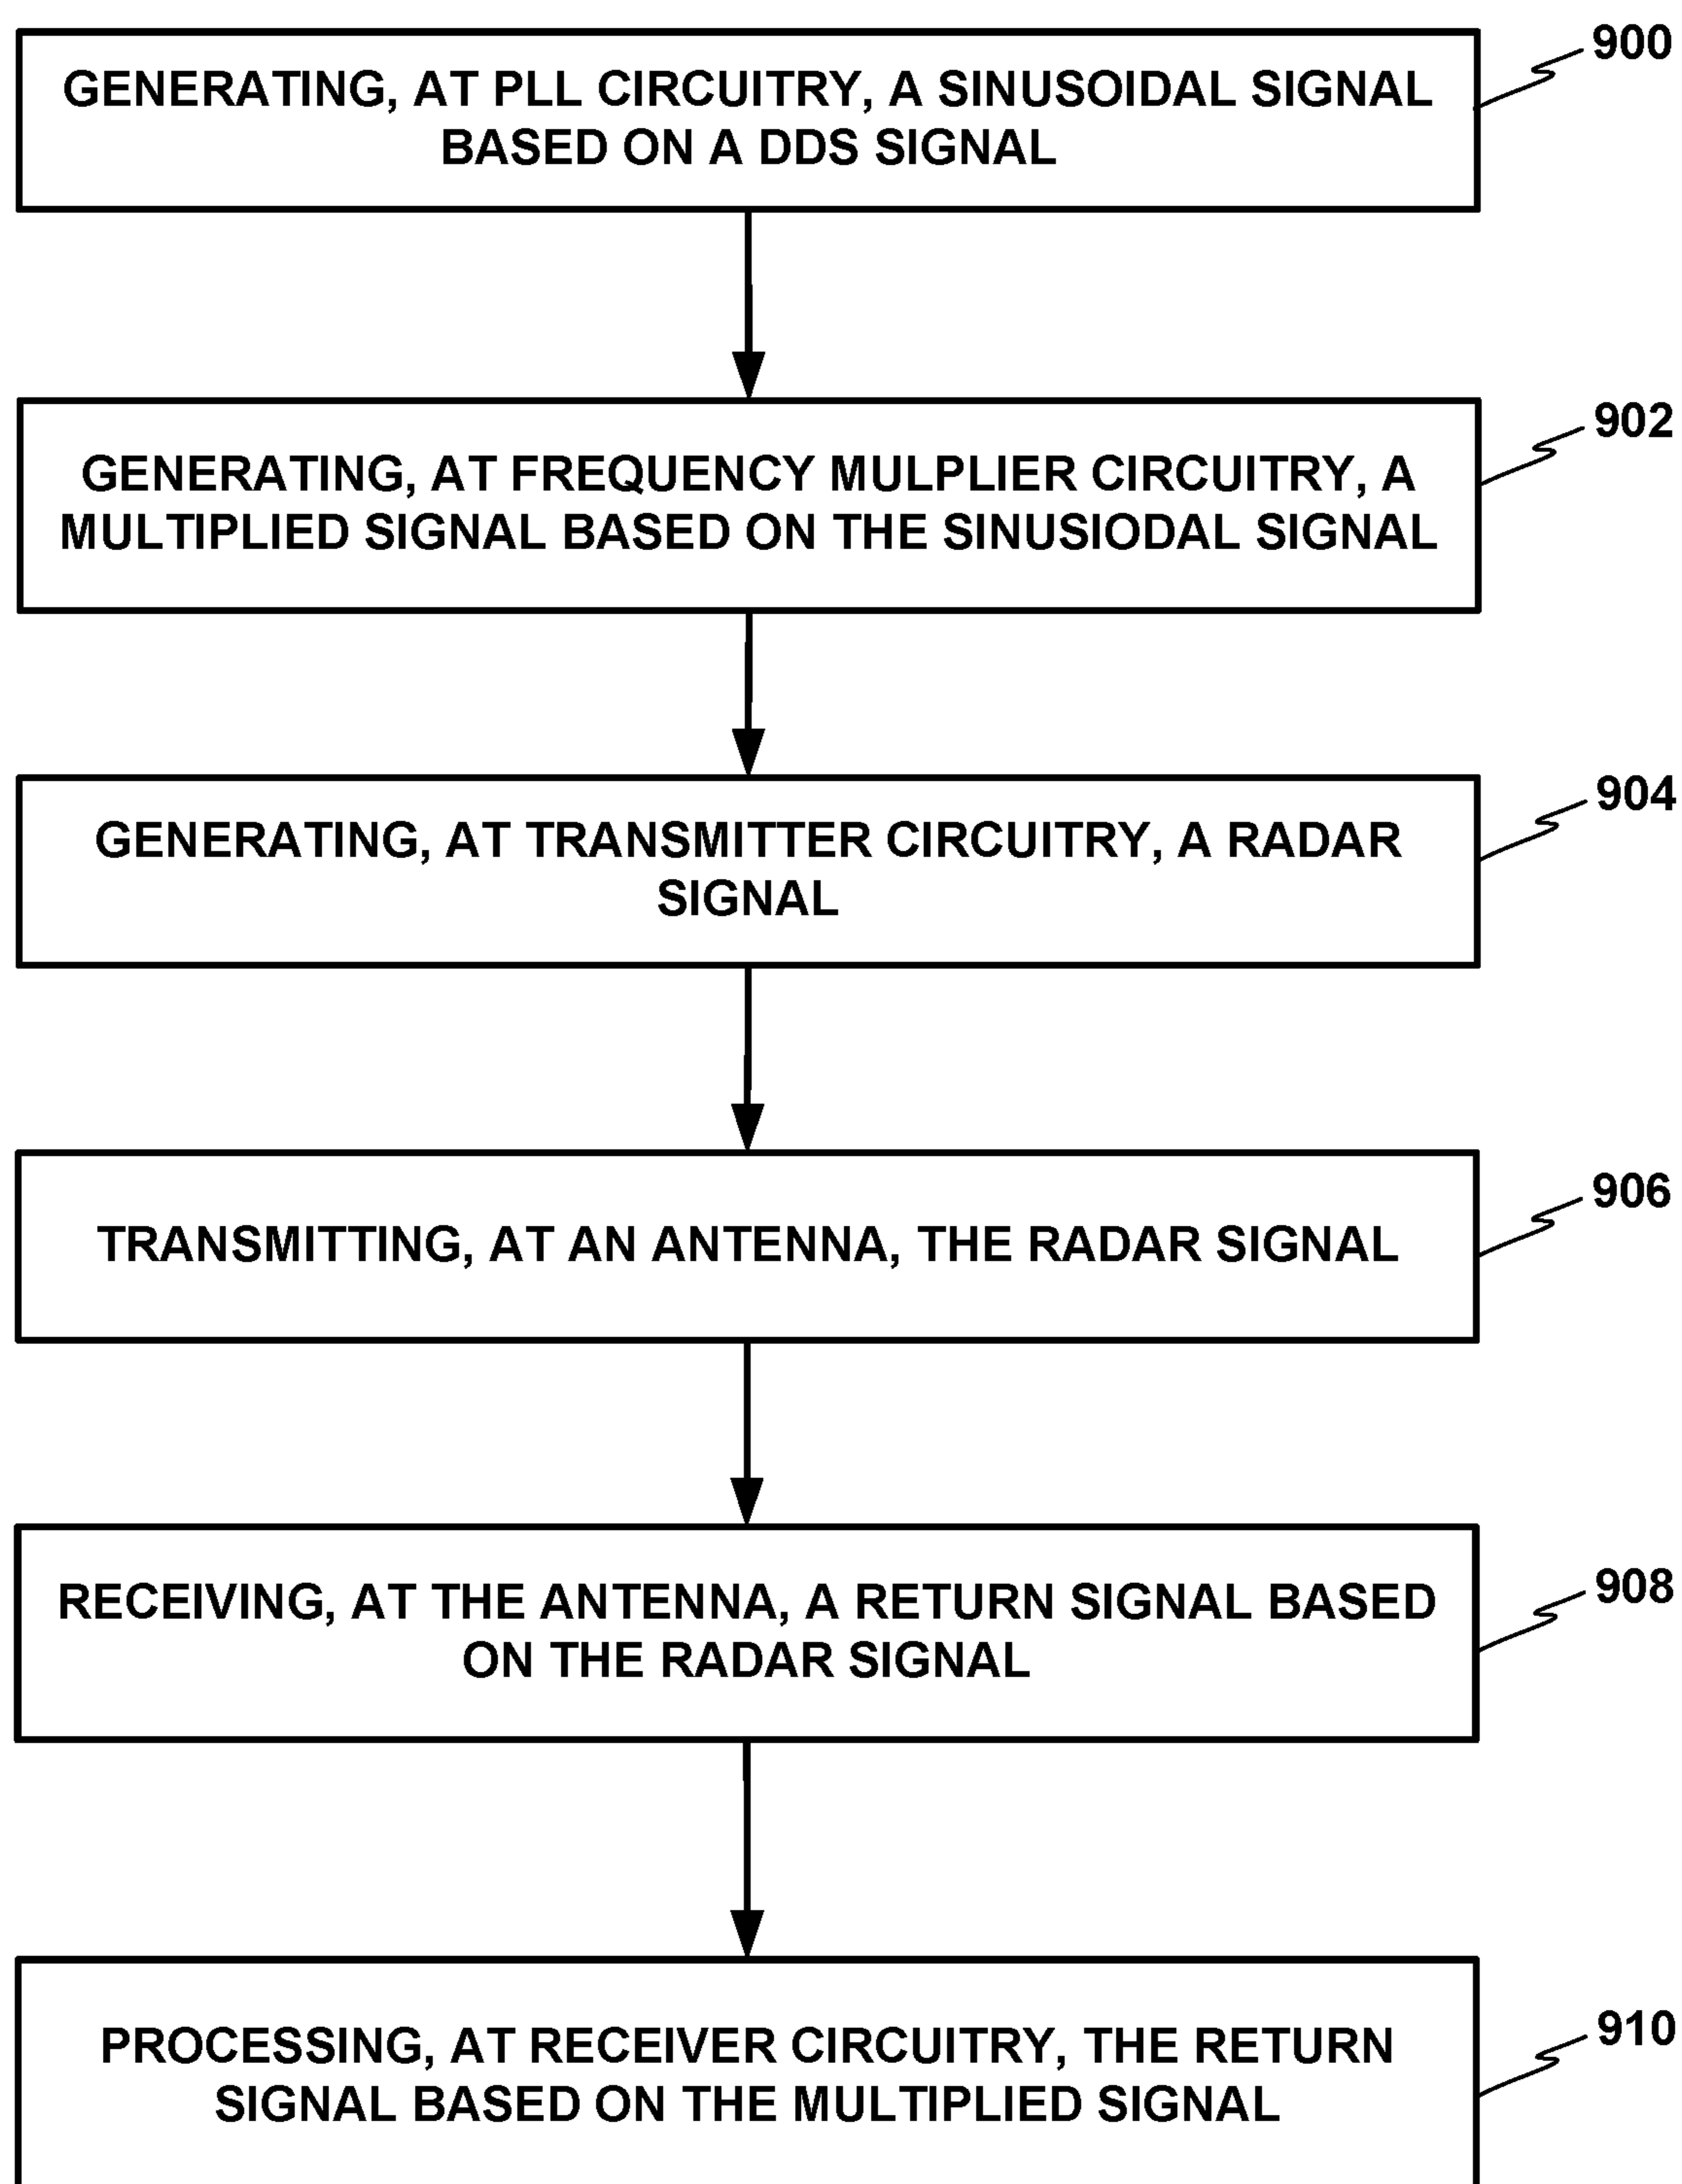 900
GENERATING, AT PLL CIRCUITRY, A SINUSOIDAL SIGNAL
BASED ON A DDS SIGNAL
902
GENERATING, AT FREQUENCY MULPLIER CIRCUITRY, A
MULTIPLIED SIGNAL BASED ON THE SINUSIODAL SIGNAL
904
GENERATING, AT TRANSMITTER CIRCUITRY, A RADAR
SIGNAL
906
TRANSMITTING, AT AN ANTENNA, THE RADAR SIGNAL
908
RECEIVING, AT THE ANTENNA, A RETURN SIGNAL BASED
ON THE RADAR SIGNAL
910
PROCESSING, AT RECEIVER CIRCUITRY, THE RETURN
SIGNAL BASED ON THE MULTIPLIED SIGNAL